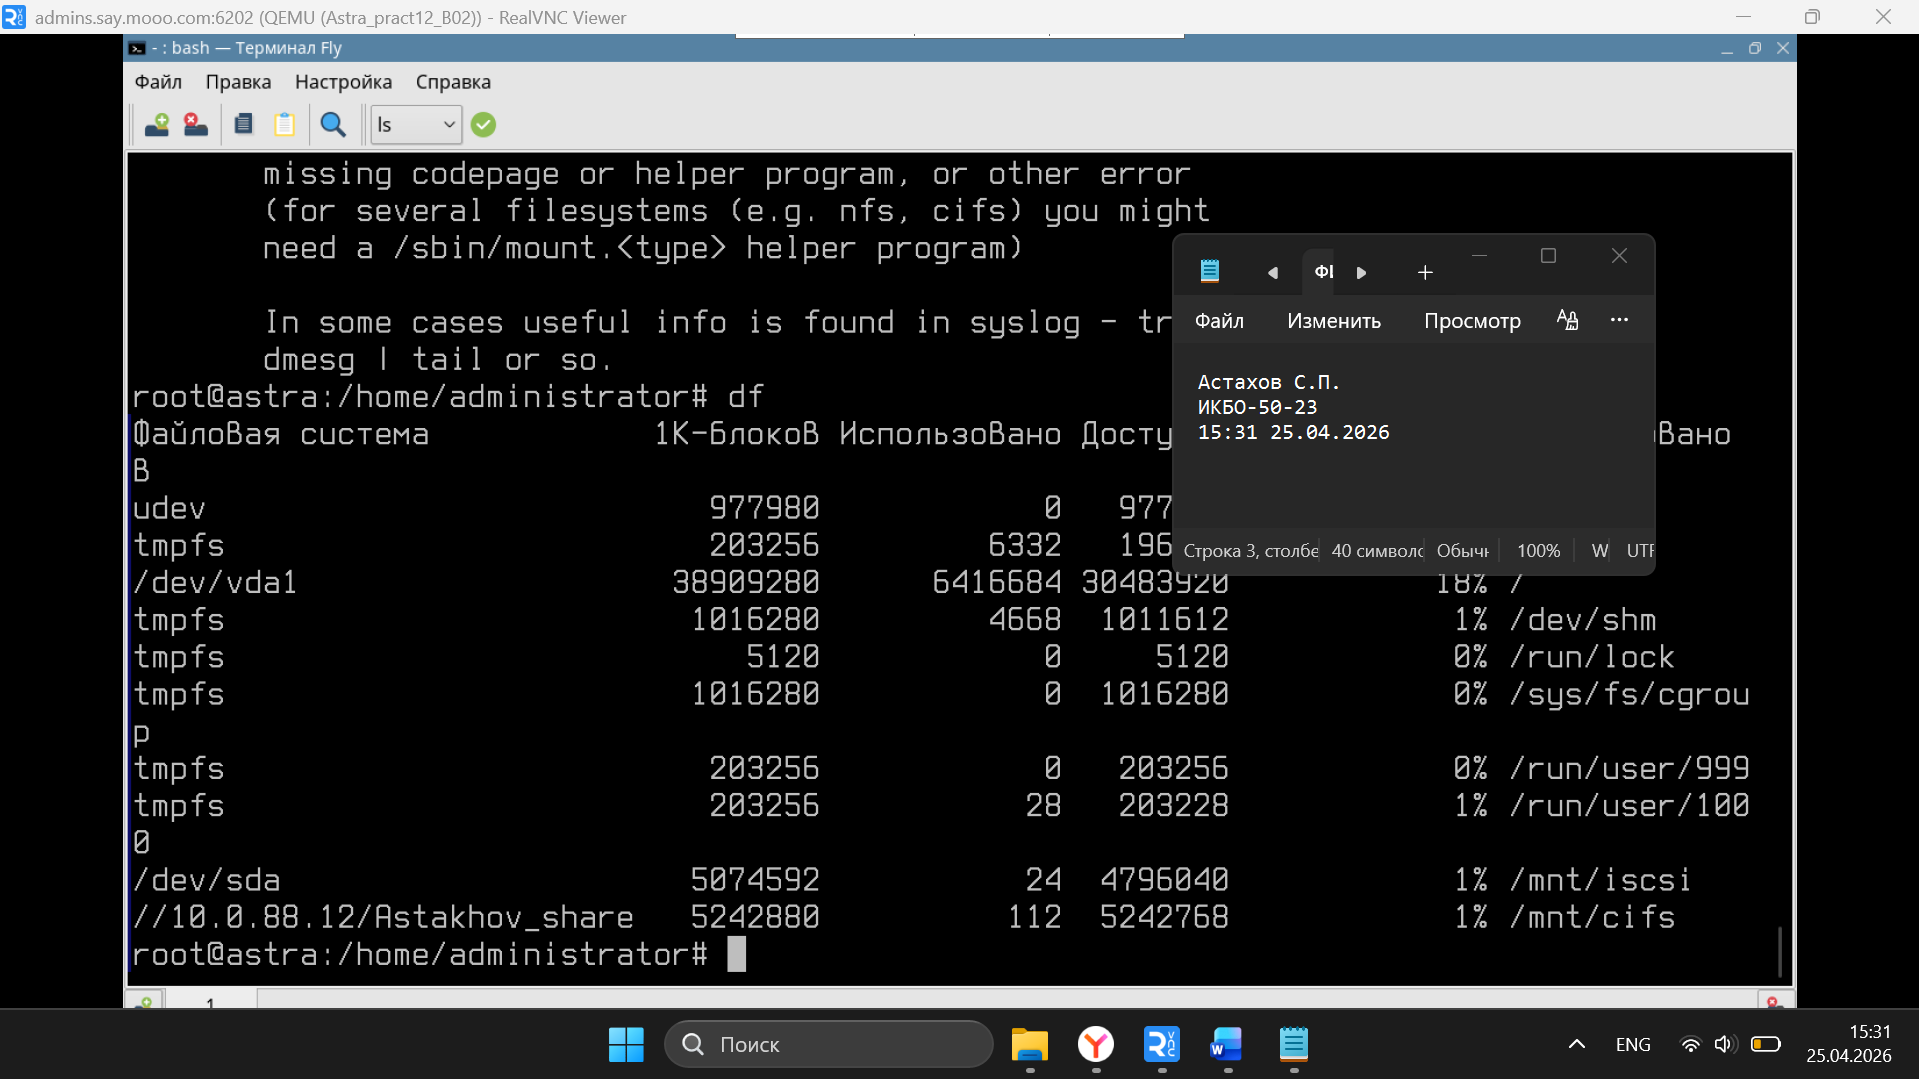 admins.say.mooo.com:6202 (QEMU (Astra_pract12_B02)) - RealVNC Viewer
- : bash — Терминал Fly
Файл Правка Настройка Справка
ls
missing codepage or helper program, or other error
(for several filesystems (e.g. nfs, cifs) you might
need a /sbin/mount.<type> helper program)
In some cases useful info is found in syslog - tr
dmesg | tail or so.
root@astra:/home/administrator# df
Файловая система 1K-блоков Использовано Досту вано
в
udev 977980 0 977
tmpfs 203256 6332 196
/dev/vda1 38909280 6416684 30483920 18% /
tmpfs 1016280 4668 1011612 1% /dev/shm
tmpfs 5120 0 5120 0% /run/lock
tmpfs 1016280 0 1016280 0% /sys/fs/cgrou
p
tmpfs 203256 0 203256 0% /run/user/999
tmpfs 203256 28 203228 1% /run/user/100
0
/dev/sda 5074592 24 4796040 1% /mnt/iscsi
//10.0.88.12/Astakhov_share 5242880 112 5242768 1% /mnt/cifs
root@astra:/home/administrator#
1
Файл Изменить Просмотр
Астахов С.П.
ИКБО-50-23
15:31 25.04.2026
Строка 3, столбе 40 символо Обычн 100% W UTF
Поиск
ENG
15:31
25.04.2026